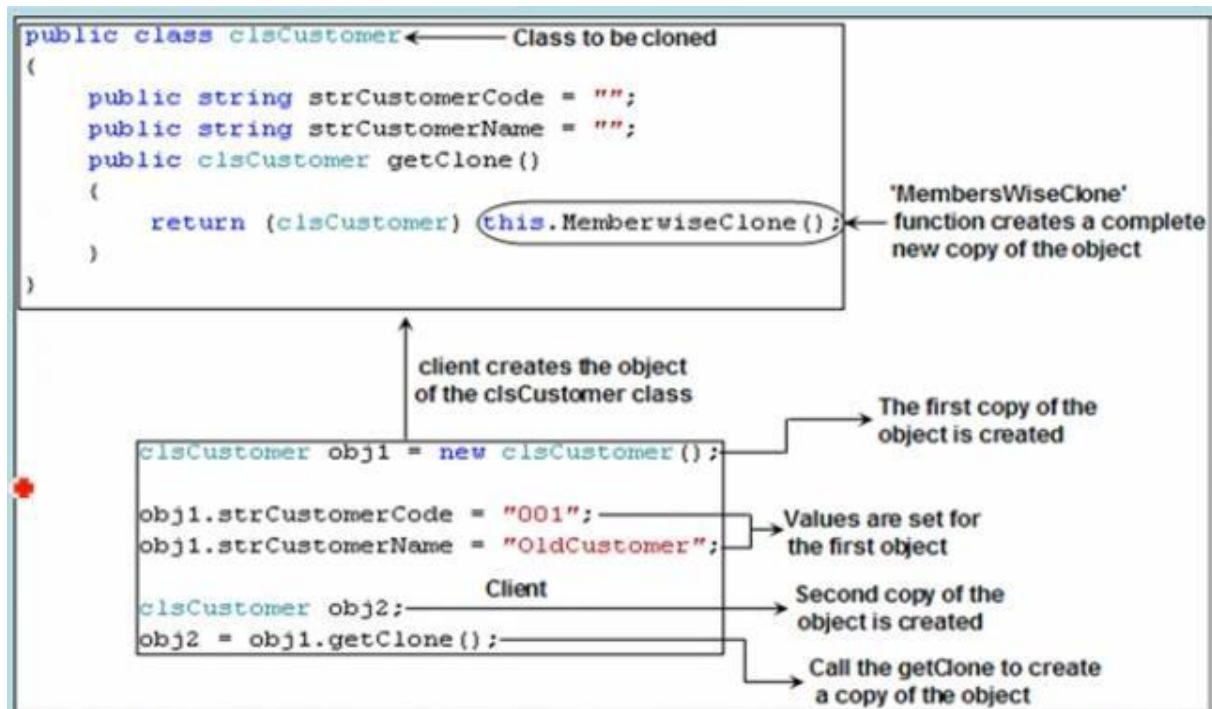 public class clsCustomer
Class to be cloned
{
public string strCustomerCode = "";
public string strCustomerName = "";
public clsCustomer getClone()
{
return (clsCustomer) this.MemberwiseClone();
}
}
'MembersWiseClone'
function creates a complete
new copy of the object
client creates the object
of the clsCustomer class
The first copy of the
object is created
clsCustomer obj1 = new clsCustomer();
obj1.strCustomerCode = "001";
obj1.strCustomerName = "OldCustomer";
Values are set for
the first object
Client
clsCustomer obj2;
obj2 = obj1.getClone();
Second copy of the
object is created
Call the getClone to create
a copy of the object